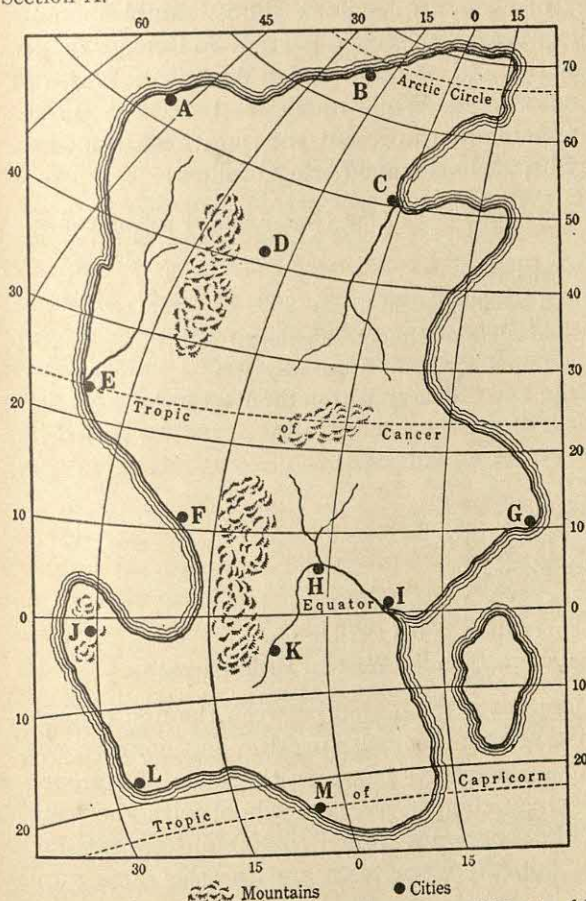 Section A.
60 45 30 15 0 15
70
A B Arctic Circle
60
C
40 50
D
40
30
30
E
20 Tropic of Cancer 20
10 F G 10
H
0 Equator I 0
J K
10 10
L M 20
20 Tropic of Capricorn
30 15 0 15
Mountains Cities